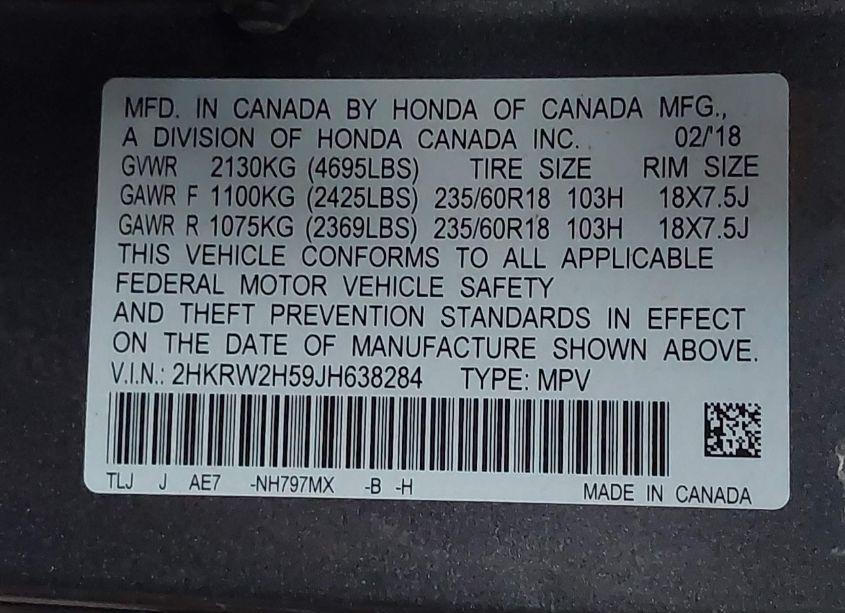 MFD. IN CANADA BY HONDA OF CANADA MFG.,
A DIVISION OF HONDA CANADA INC. 02/'18
GVWR 2130KG (4695LBS) TIRE SIZE RIM SIZE
GAWR F 1100KG (2425LBS) 235/60R18 103H 18X7.5J
GAWR R 1075KG (2369LBS) 235/60R18 103H 18X7.5J
THIS VEHICLE CONFORMS TO ALL APPLICABLE
FEDERAL MOTOR VEHICLE SAFETY
AND THEFT PREVENTION STANDARDS IN EFFECT
ON THE DATE OF MANUFACTURE SHOWN ABOVE.
V.I.N.: 2HKRW2H59JH638284 TYPE: MPV
TLJ J AE7 -NH797MX -B -H MADE IN CANADA